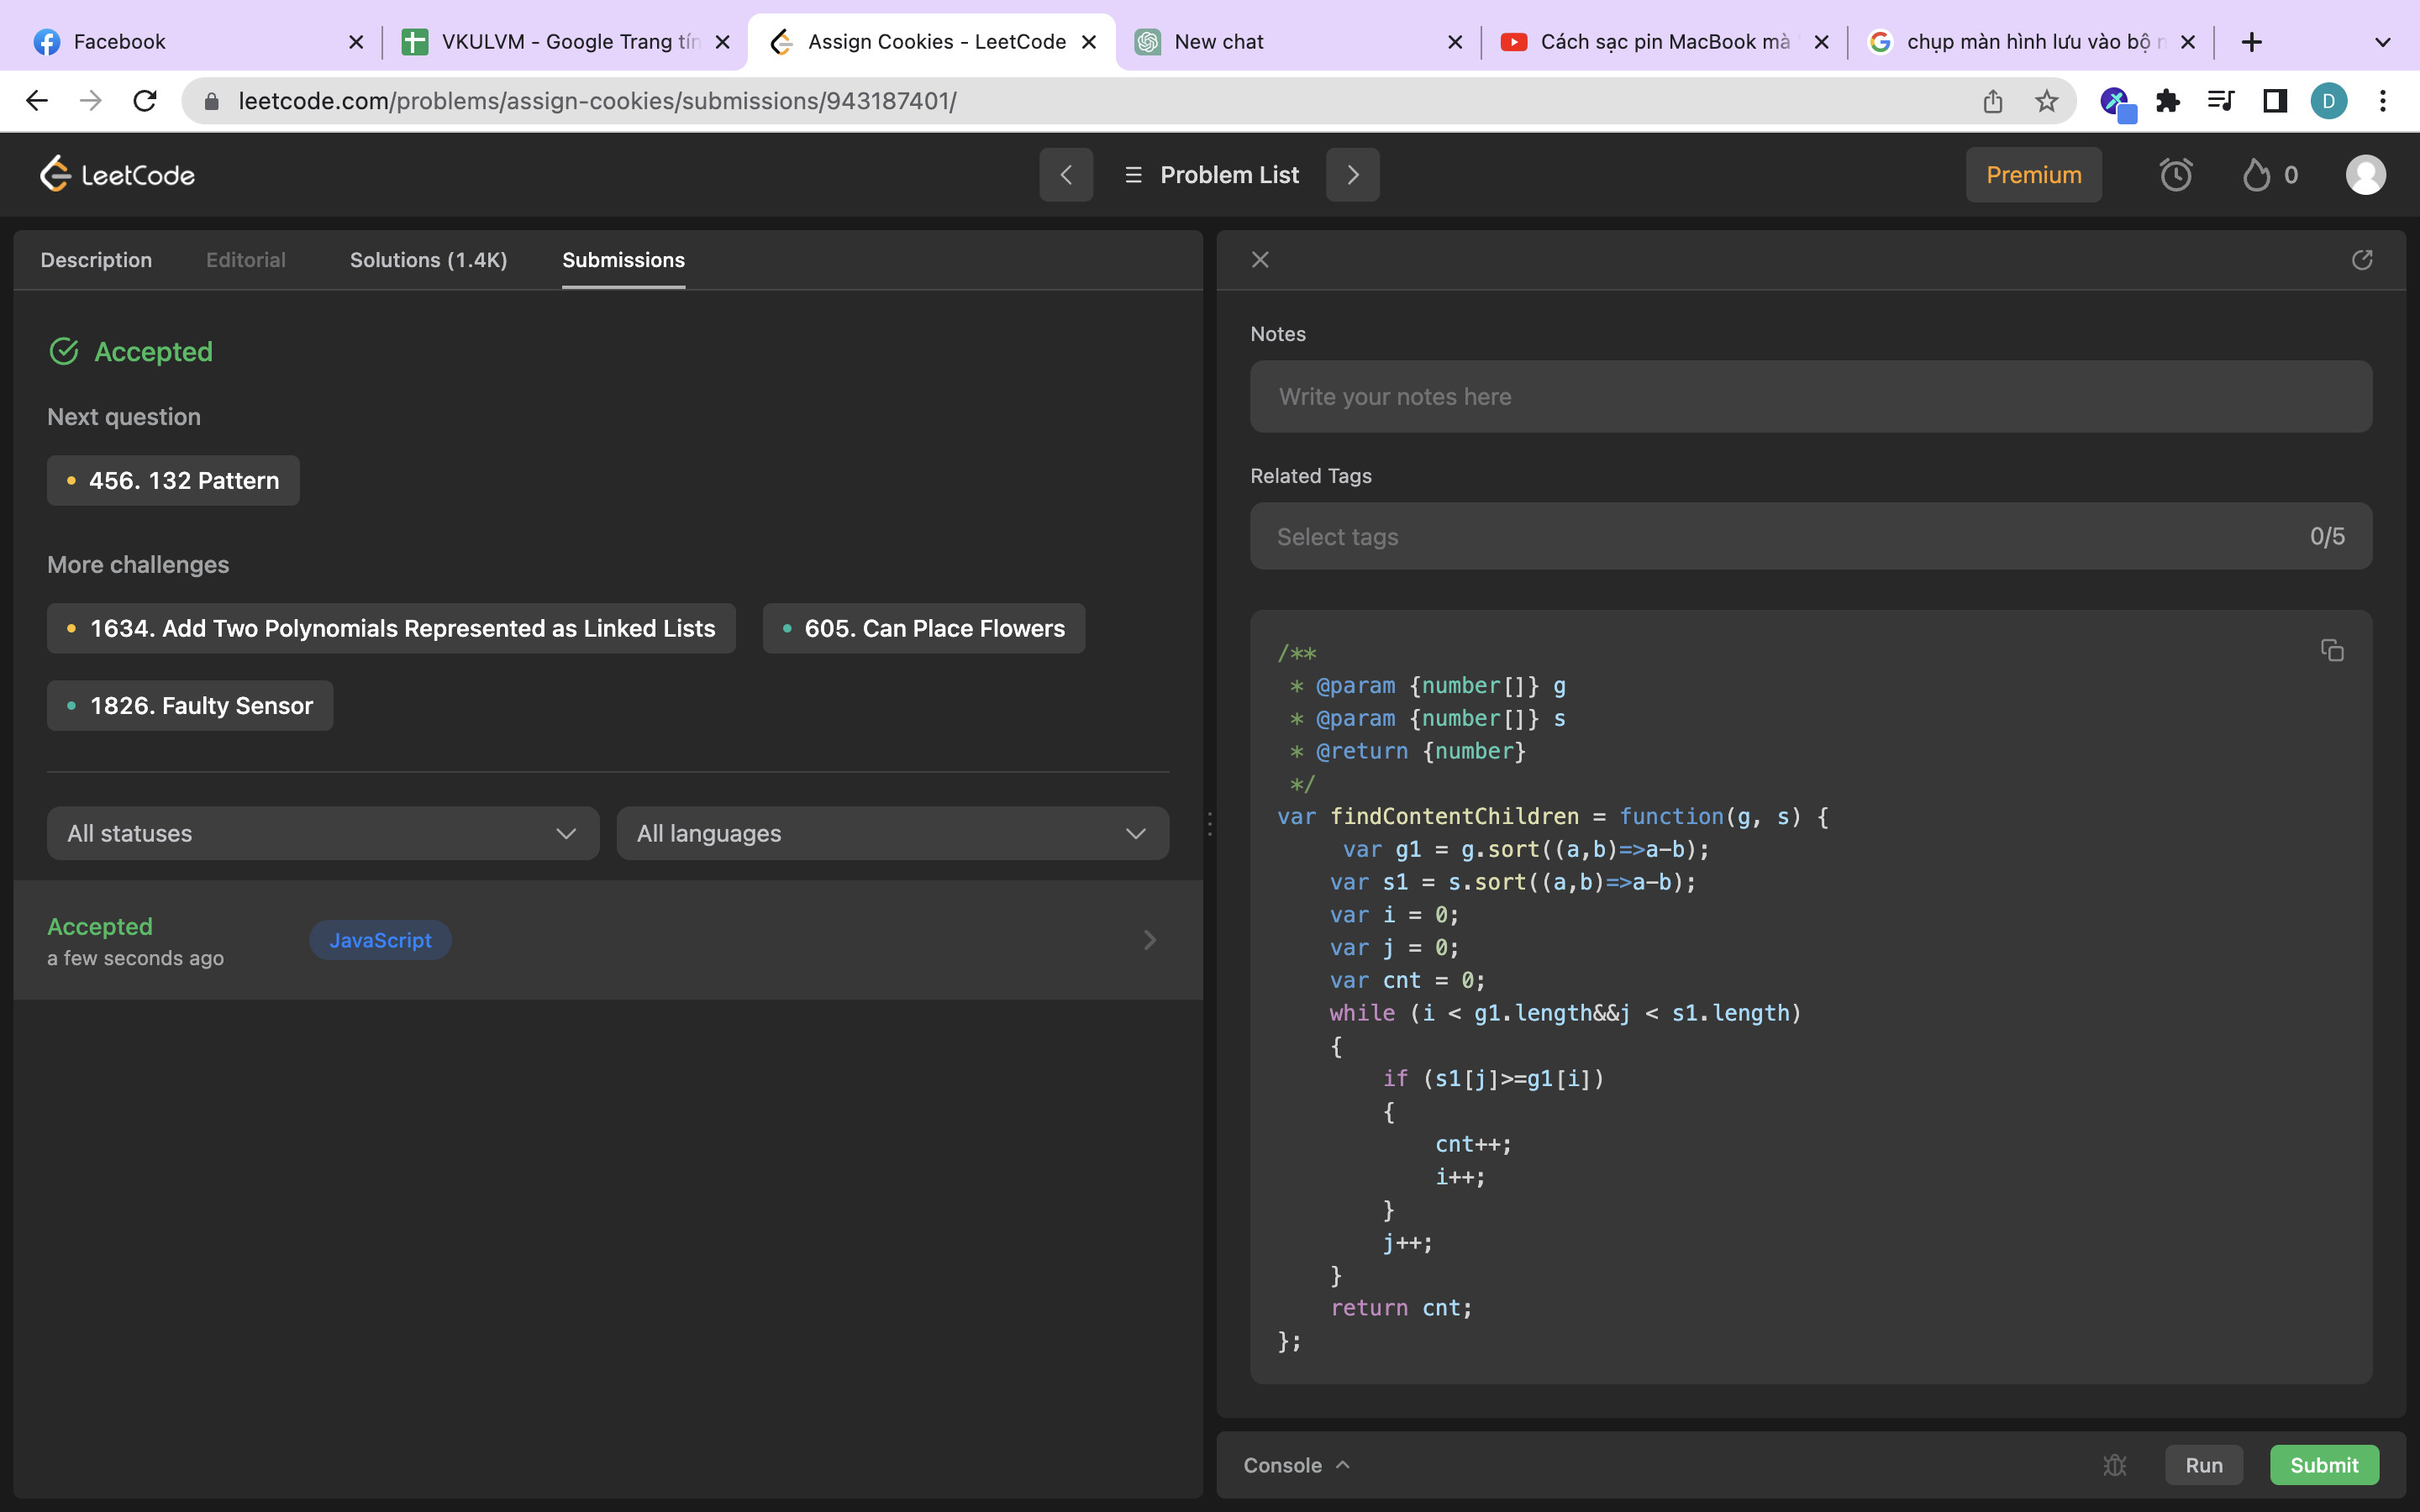 Facebook
VKULVM - Google Trang tín
Assign Cookies - LeetCode
New chat
Cách sạc pin MacBook mà
chụp màn hình lưu vào bộ n
leetcode.com/problems/assign-cookies/submissions/943187401/
D
LeetCode
Problem List
Premium
0
Description
Editorial
Solutions (1.4K)
Submissions
Accepted
Next question
456. 132 Pattern
More challenges
1634. Add Two Polynomials Represented as Linked Lists
605. Can Place Flowers
1826. Faulty Sensor
All statuses
All languages
Accepted
a few seconds ago
JavaScript
Notes
Write your notes here
Related Tags
Select tags
0/5
/**
 * @param {number[]} g
 * @param {number[]} s
 * @return {number}
 */
var findContentChildren = function(g, s) {
     var g1 = g.sort((a,b)=>a-b);
    var s1 = s.sort((a,b)=>a-b);
    var i = 0;
    var j = 0;
    var cnt = 0;
    while (i < g1.length&&j < s1.length)
    {
        if (s1[j]>=g1[i])
        {
            cnt++;
            i++;
        }
        j++;
    }
    return cnt;
};
Console
Run
Submit